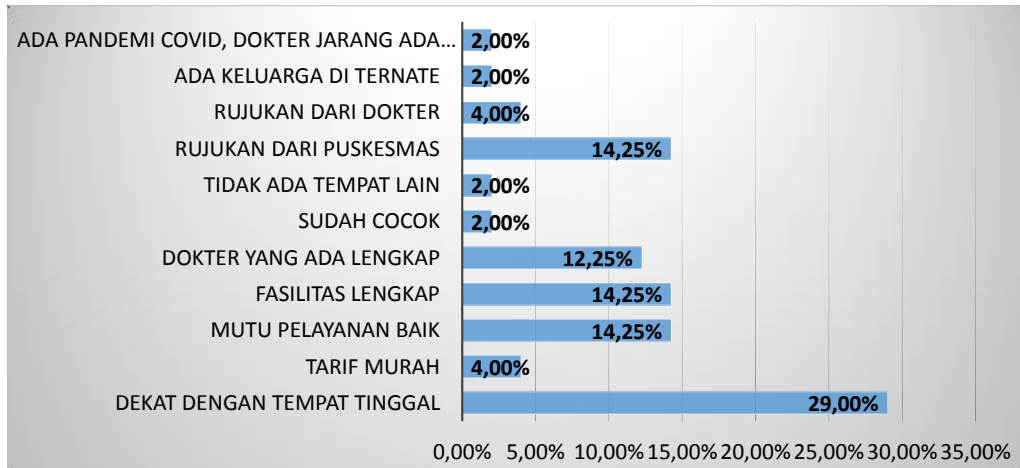 ADA PANDEMI COVID, DOKTER JARANG ADA... 2,00%
ADA KELUARGA DI TERNATE 2,00%
RUJUKAN DARI DOKTER 4,00%
RUJUKAN DARI PUSKESMAS 14,25%
TIDAK ADA TEMPAT LAIN 2,00%
SUDAH COCOK 2,00%
DOKTER YANG ADA LENGKAP 12,25%
FASILITAS LENGKAP 14,25%
MUTU PELAYANAN BAIK 14,25%
TARIF MURAH 4,00%
DEKAT DENGAN TEMPAT TINGGAL 29,00%
0,00% 5,00% 10,00% 15,00% 20,00% 25,00% 30,00% 35,00%